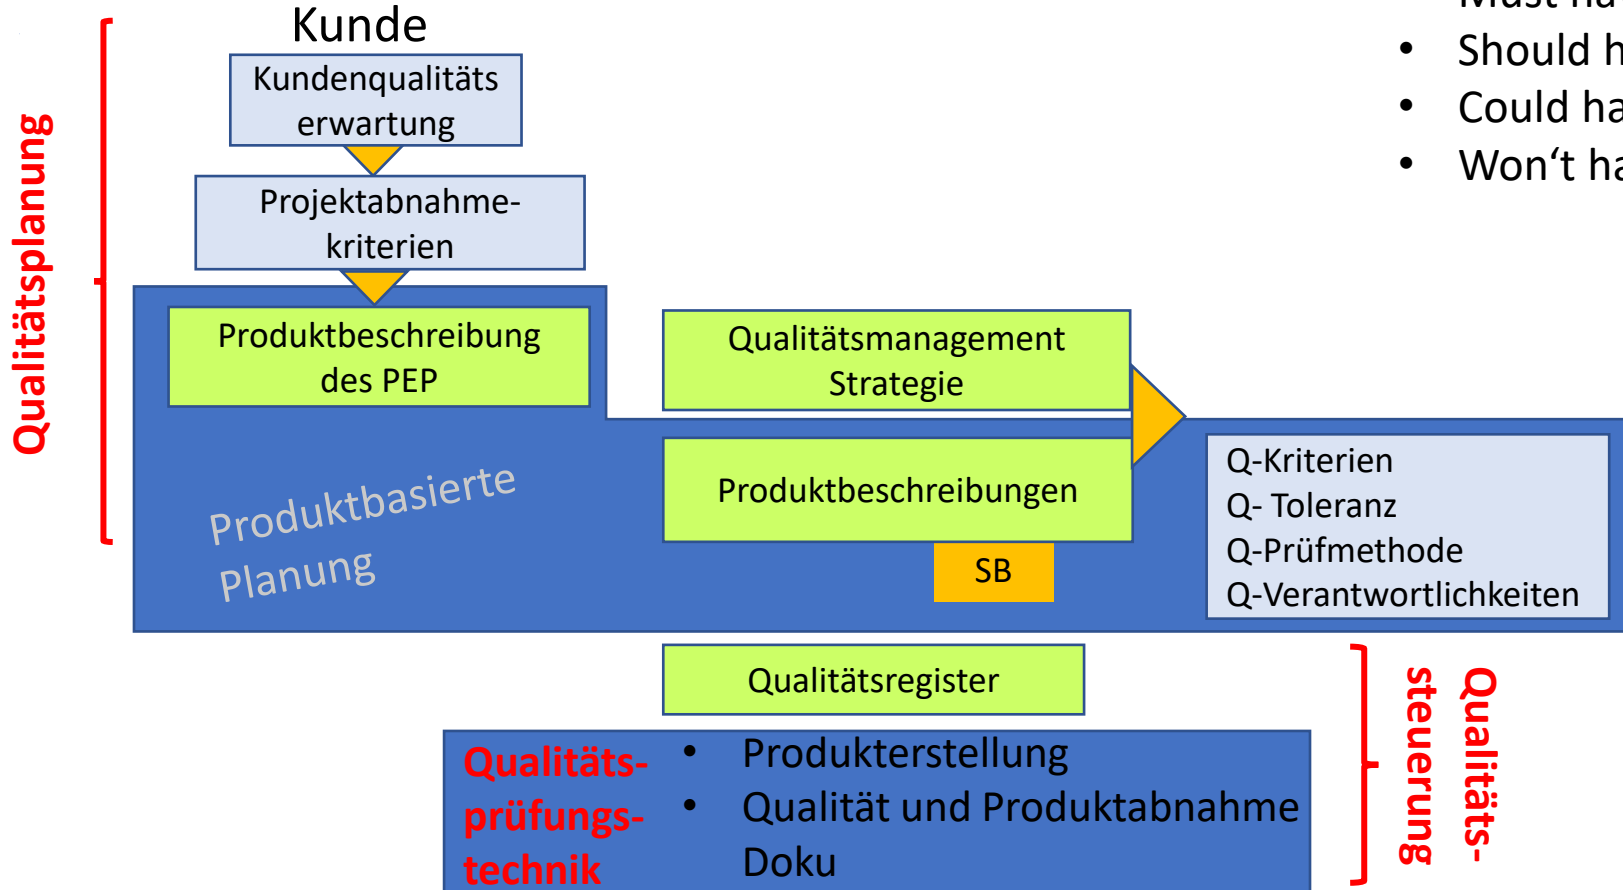 Kunde
Kundenqualitäts
erwartung
Projektabnahme-
kriterien
Produktbeschreibung
des PEP
Qualitätsplanung
Produktbasierte
Planung
• Should h
• Could ha
• Won‘t ha
Qualitätsmanagement
Strategie
Produktbeschreibungen
SB
Q-Kriterien
Q- Toleranz
Q-Prüfmethode
Q-Verantwortlichkeiten
Qualitätsregister
Qualitäts-
prüfungs-
technik
• Produkterstellung
• Qualität und Produktabnahme
Doku
Qualitäts-
steuerung